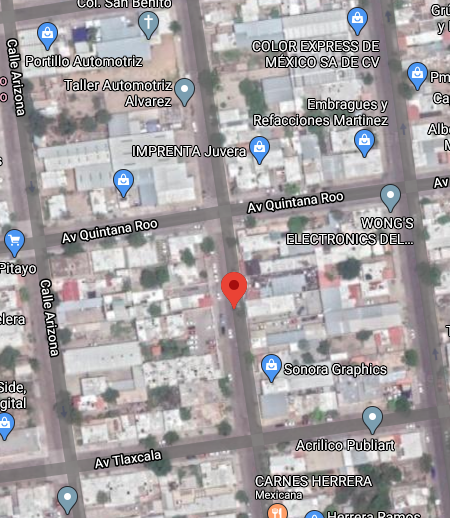 Col. San Benito
Calle Arizona
Portillo Automotriz
COLOR EXPRESS DE
MÉXICO SA DE CV
Taller Automotriz
Alvarez
Embragues y
Refacciones Martinez
IMPRENTA Juvera
Av Quintana Roo
Av Quintana Roo
Av
WONG'S
ELECTRONICS DEL...
Pitayo
Calle Arizona
Sonora Graphics
Side,
Acrilico Publiart
Av Tlaxcala
CARNES HERRERA
Mexicana
Herrera Ramos